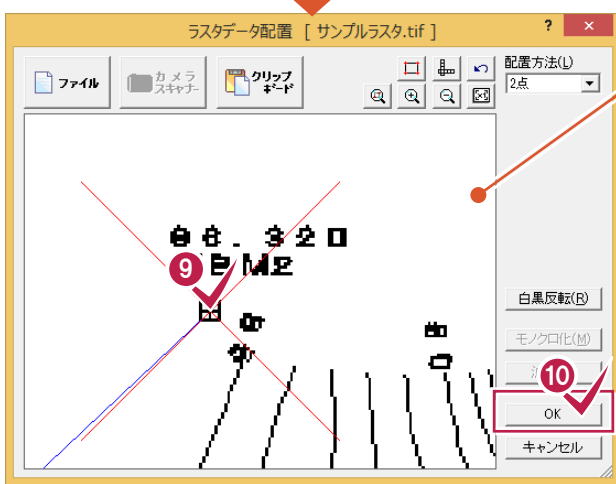 ラスタデータ配置 [ サンプルラスタ.tif ]
? ×
ファイル
カメラ
スキャナー
クリップ
ボード
配置方法(L)
2点
66.320
BM2
9
白黒反転(R)
モノクロ化(M)
10
OK
キャンセル